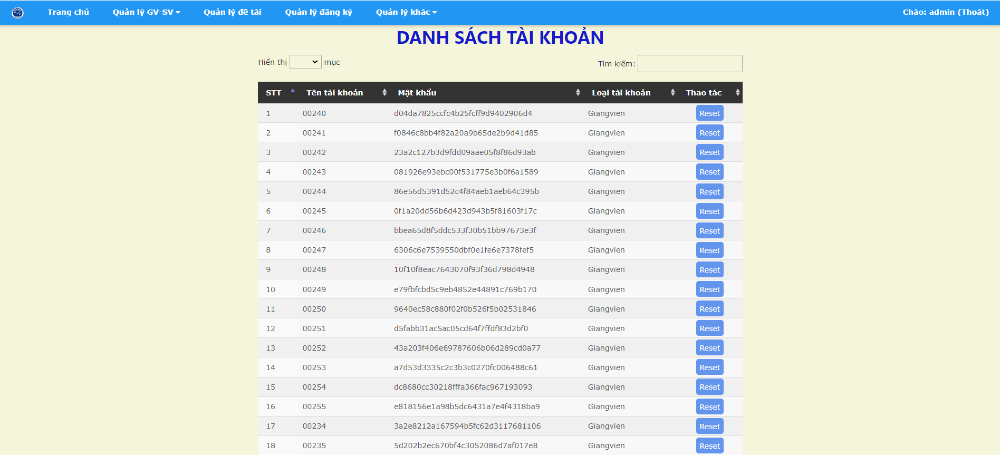 Trang chủ Quản lý GV-SV Quản lý đề tài Quản lý đăng ký Quản lý khác Chào: admin (Thoát)
DANH SÁCH TÀI KHOẢN
Hiển thị mục Tìm kiếm:
STT Tên tài khoản Mật khẩu Loại tài khoản Thao tác
1 00240 d04da7825ccfc4b25fcff9d9402906d4 Giangvien Reset
2 00241 f0846c8bb4f82a20a9b65de2b9d41d85 Giangvien Reset
3 00242 23a2c127b3d9fdd09aae05f8f86d93ab Giangvien Reset
4 00243 081926e93ebc00f531775e3b0f6a1589 Giangvien Reset
5 00244 86e56d5391d52c4f84aeb1aeb64c395b Giangvien Reset
6 00245 0f1a20dd56b6d423d943b5f81603f17c Giangvien Reset
7 00246 bbea65d8f5ddc533f30b51bb97673e3f Giangvien Reset
8 00247 6306c6e7539550dbf0e1fe6e7378fef5 Giangvien Reset
9 00248 10f10f8eac7643070f93f36d798d4948 Giangvien Reset
10 00249 e79fbfcbd5c9eb4852e44891c769b170 Giangvien Reset
11 00250 9640ec58c880f02f0b526f5b02531846 Giangvien Reset
12 00251 d5fabb31ac5ac05cd64f7ffdf83d2bf0 Giangvien Reset
13 00252 43a203f406e69787606b06d289cd0a77 Giangvien Reset
14 00253 a7d53d3335c2c3b3c0270fc006488c61 Giangvien Reset
15 00254 dc8680cc30218fffa366fac967193093 Giangvien Reset
16 00255 e818156e1a98b5dc6431a7e4f4318ba9 Giangvien Reset
17 00234 3a2e8212a167594b5fc62d3117681106 Giangvien Reset
18 00235 5d202b2ec670bf4c3052086d7af017e8 Giangvien Reset